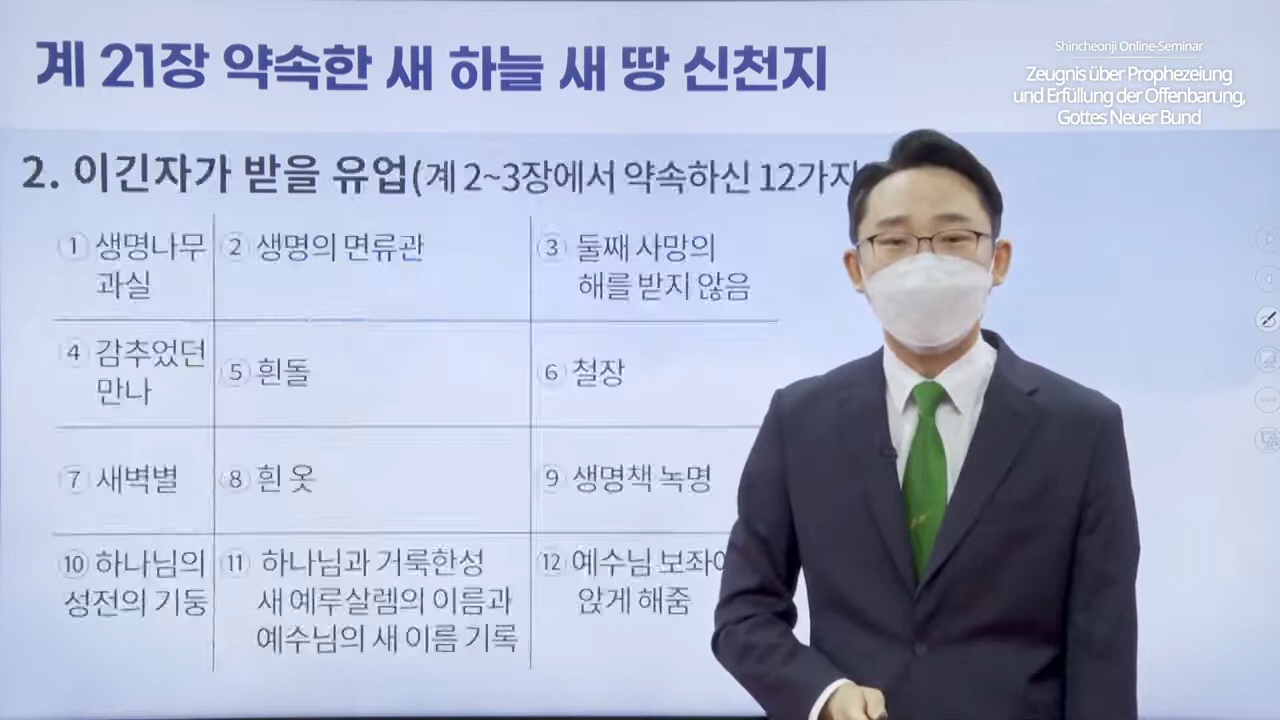 계 21장 약속한 새 하늘 새 땅 신천지
Shincheonji Online-Seminar
Zeugnis über Prophezeiung
und Erfüllung der Offenbarung,
Gottes Neuer Bund
2. 이긴자가 받을 유업(계 2~3장에서 약속하신 12가지
① 생명나무
과실
② 생명의 면류관
③ 둘째 사망의
해를 받지 않음
④ 감추었던
만나
⑤ 흰돌
⑥ 철장
⑦ 새벽별
⑧ 흰 옷
⑨ 생명책 녹명
⑩ 하나님의
성전의 기둥
⑪ 하나님과 거룩한성
새 예루살렘의 이름과
예수님의 새 이름 기록
⑫ 예수님
앉게 해줌